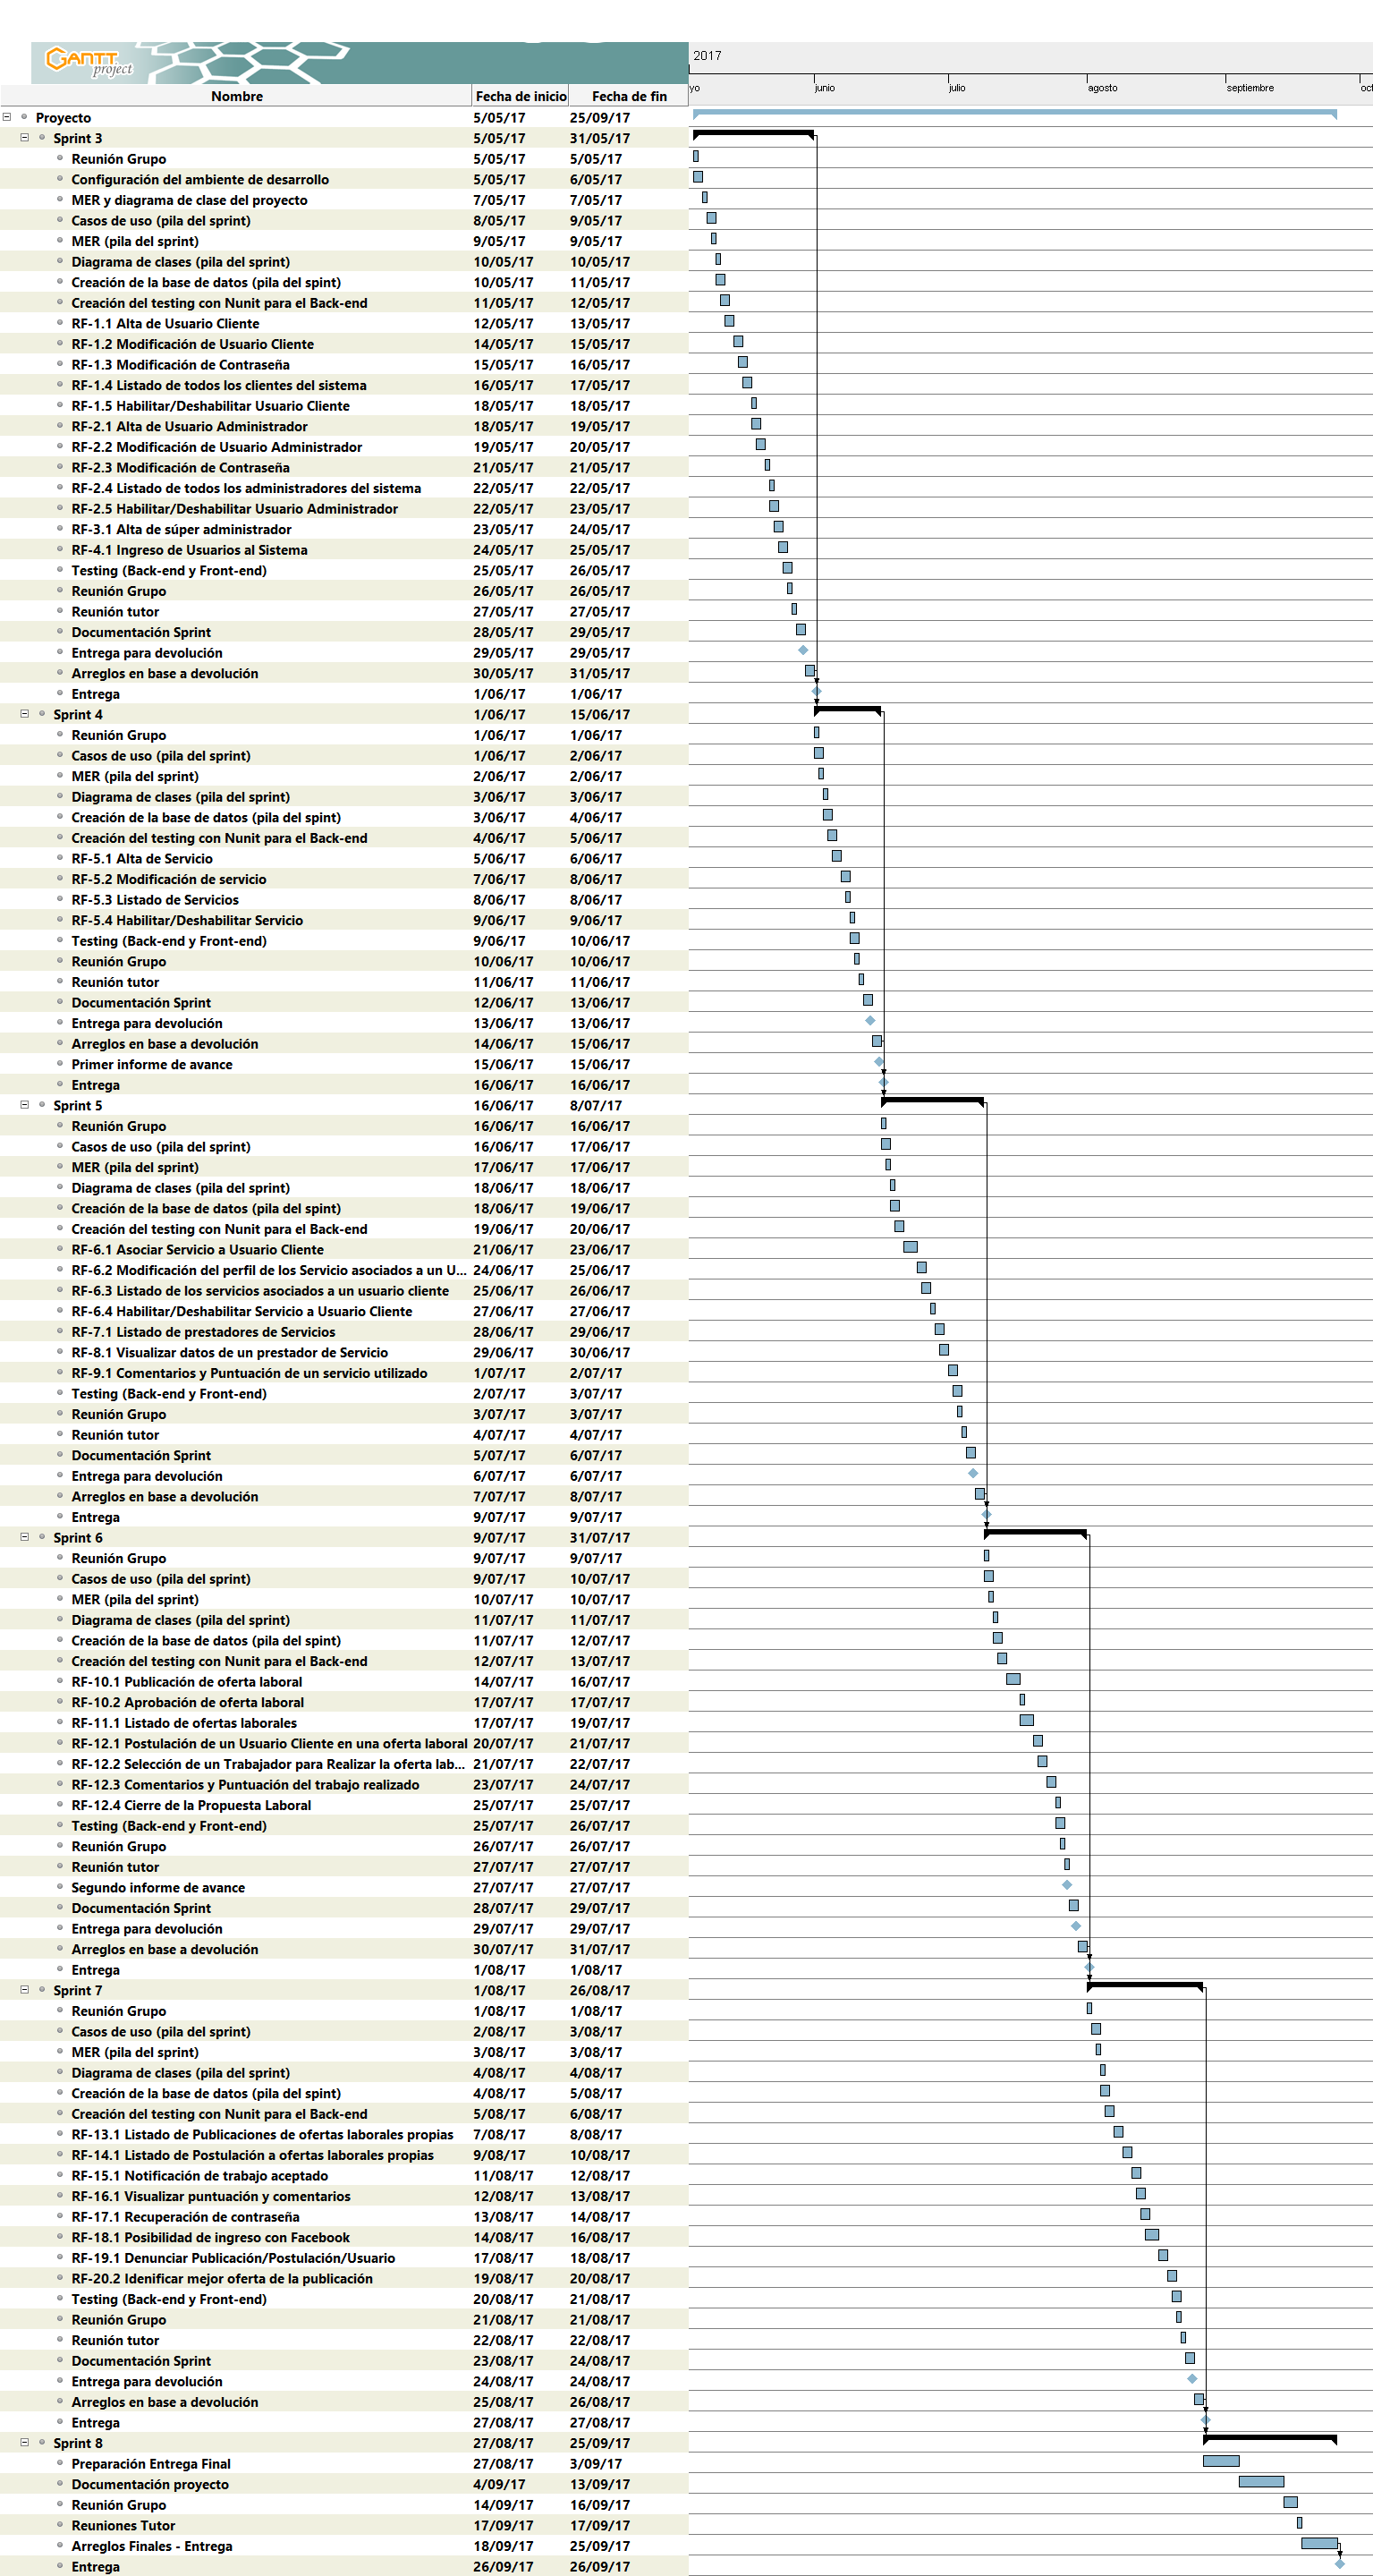 GANTT project
2017
Nombre Fecha de inicio Fecha de fin yo junio julio agosto septiembre oct
Proyecto 5/05/17 25/09/17
Sprint 3 5/05/17 31/05/17
Reunión Grupo 5/05/17 5/05/17
Configuración del ambiente de desarrollo 5/05/17 6/05/17
MER y diagrama de clase del proyecto 7/05/17 7/05/17
Casos de uso (pila del sprint) 8/05/17 9/05/17
MER (pila del sprint) 9/05/17 9/05/17
Diagrama de clases (pila del sprint) 10/05/17 10/05/17
Creación de la base de datos (pila del spint) 10/05/17 11/05/17
Creación del testing con Nunit para el Back-end 11/05/17 12/05/17
RF-1.1 Alta de Usuario Cliente 12/05/17 13/05/17
RF-1.2 Modificación de Usuario Cliente 14/05/17 15/05/17
RF-1.3 Modificación de Contraseña 15/05/17 16/05/17
RF-1.4 Listado de todos los clientes del sistema 16/05/17 17/05/17
RF-1.5 Habilitar/Deshabilitar Usuario Cliente 18/05/17 18/05/17
RF-2.1 Alta de Usuario Administrador 18/05/17 19/05/17
RF-2.2 Modificación de Usuario Administrador 19/05/17 20/05/17
RF-2.3 Modificación de Contraseña 21/05/17 21/05/17
RF-2.4 Listado de todos los administradores del sistema 22/05/17 22/05/17
RF-2.5 Habilitar/Deshabilitar Usuario Administrador 22/05/17 23/05/17
RF-3.1 Alta de súper administrador 23/05/17 24/05/17
RF-4.1 Ingreso de Usuarios al Sistema 24/05/17 25/05/17
Testing (Back-end y Front-end) 25/05/17 26/05/17
Reunión Grupo 26/05/17 26/05/17
Reunión tutor 27/05/17 27/05/17
Documentación Sprint 28/05/17 29/05/17
Entrega para devolución 29/05/17 29/05/17
Arreglos en base a devolución 30/05/17 31/05/17
Entrega 1/06/17 1/06/17
Sprint 4 1/06/17 15/06/17
Reunión Grupo 1/06/17 1/06/17
Casos de uso (pila del sprint) 1/06/17 2/06/17
MER (pila del sprint) 2/06/17 2/06/17
Diagrama de clases (pila del sprint) 3/06/17 3/06/17
Creación de la base de datos (pila del spint) 3/06/17 4/06/17
Creación del testing con Nunit para el Back-end 4/06/17 5/06/17
RF-5.1 Alta de Servicio 5/06/17 6/06/17
RF-5.2 Modificación de servicio 7/06/17 8/06/17
RF-5.3 Listado de Servicios 8/06/17 8/06/17
RF-5.4 Habilitar/Deshabilitar Servicio 9/06/17 9/06/17
Testing (Back-end y Front-end) 9/06/17 10/06/17
Reunión Grupo 10/06/17 10/06/17
Reunión tutor 11/06/17 11/06/17
Documentación Sprint 12/06/17 13/06/17
Entrega para devolución 13/06/17 13/06/17
Arreglos en base a devolución 14/06/17 15/06/17
Primer informe de avance 15/06/17 15/06/17
Entrega 16/06/17 16/06/17
Sprint 5 16/06/17 8/07/17
Reunión Grupo 16/06/17 16/06/17
Casos de uso (pila del sprint) 16/06/17 17/06/17
MER (pila del sprint) 17/06/17 17/06/17
Diagrama de clases (pila del sprint) 18/06/17 18/06/17
Creación de la base de datos (pila del spint) 18/06/17 19/06/17
Creación del testing con Nunit para el Back-end 19/06/17 20/06/17
RF-6.1 Asociar Servicio a Usuario Cliente 21/06/17 23/06/17
RF-6.2 Modificación del perfil de los Servicio asociados a un U... 24/06/17 25/06/17
RF-6.3 Listado de los servicios asociados a un usuario cliente 25/06/17 26/06/17
RF-6.4 Habilitar/Deshabilitar Servicio a Usuario Cliente 27/06/17 27/06/17
RF-7.1 Listado de prestadores de Servicios 28/06/17 29/06/17
RF-8.1 Visualizar datos de un prestador de Servicio 29/06/17 30/06/17
RF-9.1 Comentarios y Puntuación de un servicio utilizado 1/07/17 2/07/17
Testing (Back-end y Front-end) 2/07/17 3/07/17
Reunión Grupo 3/07/17 3/07/17
Reunión tutor 4/07/17 4/07/17
Documentación Sprint 5/07/17 6/07/17
Entrega para devolución 6/07/17 6/07/17
Arreglos en base a devolución 7/07/17 8/07/17
Entrega 9/07/17 9/07/17
Sprint 6 9/07/17 31/07/17
Reunión Grupo 9/07/17 9/07/17
Casos de uso (pila del sprint) 9/07/17 10/07/17
MER (pila del sprint) 10/07/17 10/07/17
Diagrama de clases (pila del sprint) 11/07/17 11/07/17
Creación de la base de datos (pila del spint) 11/07/17 12/07/17
Creación del testing con Nunit para el Back-end 12/07/17 13/07/17
RF-10.1 Publicación de oferta laboral 14/07/17 16/07/17
RF-10.2 Aprobación de oferta laboral 17/07/17 17/07/17
RF-11.1 Listado de ofertas laborales 17/07/17 19/07/17
RF-12.1 Postulación de un Usuario Cliente en una oferta laboral 20/07/17 21/07/17
RF-12.2 Selección de un Trabajador para Realizar la oferta lab... 21/07/17 22/07/17
RF-12.3 Comentarios y Puntuación del trabajo realizado 23/07/17 24/07/17
RF-12.4 Cierre de la Propuesta Laboral 25/07/17 25/07/17
Testing (Back-end y Front-end) 25/07/17 26/07/17
Reunión Grupo 26/07/17 26/07/17
Reunión tutor 27/07/17 27/07/17
Segundo informe de avance 27/07/17 27/07/17
Documentación Sprint 28/07/17 29/07/17
Entrega para devolución 29/07/17 29/07/17
Arreglos en base a devolución 30/07/17 31/07/17
Entrega 1/08/17 1/08/17
Sprint 7 1/08/17 26/08/17
Reunión Grupo 1/08/17 1/08/17
Casos de uso (pila del sprint) 2/08/17 3/08/17
MER (pila del sprint) 3/08/17 3/08/17
Diagrama de clases (pila del sprint) 4/08/17 4/08/17
Creación de la base de datos (pila del spint) 4/08/17 5/08/17
Creación del testing con Nunit para el Back-end 5/08/17 6/08/17
RF-13.1 Listado de Publicaciones de ofertas laborales propias 7/08/17 8/08/17
RF-14.1 Listado de Postulación a ofertas laborales propias 9/08/17 10/08/17
RF-15.1 Notificación de trabajo aceptado 11/08/17 12/08/17
RF-16.1 Visualizar puntuación y comentarios 12/08/17 13/08/17
RF-17.1 Recuperación de contraseña 13/08/17 14/08/17
RF-18.1 Posibilidad de ingreso con Facebook 14/08/17 16/08/17
RF-19.1 Denunciar Publicación/Postulación/Usuario 17/08/17 18/08/17
RF-20.2 Idenificar mejor oferta de la publicación 19/08/17 20/08/17
Testing (Back-end y Front-end) 20/08/17 21/08/17
Reunión Grupo 21/08/17 21/08/17
Reunión tutor 22/08/17 22/08/17
Documentación Sprint 23/08/17 24/08/17
Entrega para devolución 24/08/17 24/08/17
Arreglos en base a devolución 25/08/17 26/08/17
Entrega 27/08/17 27/08/17
Sprint 8 27/08/17 25/09/17
Preparación Entrega Final 27/08/17 3/09/17
Documentación proyecto 4/09/17 13/09/17
Reunión Grupo 14/09/17 16/09/17
Reuniones Tutor 17/09/17 17/09/17
Arreglos Finales - Entrega 18/09/17 25/09/17
Entrega 26/09/17 26/09/17